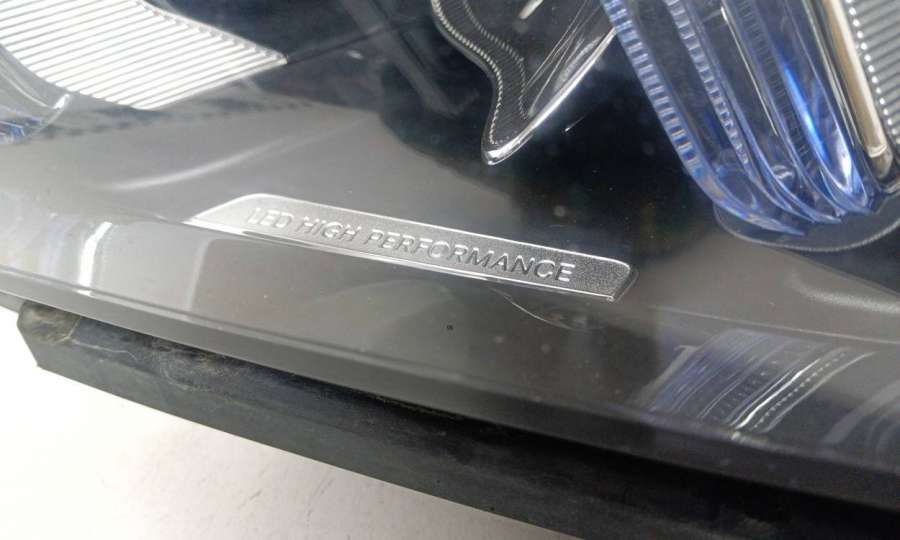 LED HIGH PERFORMANCE